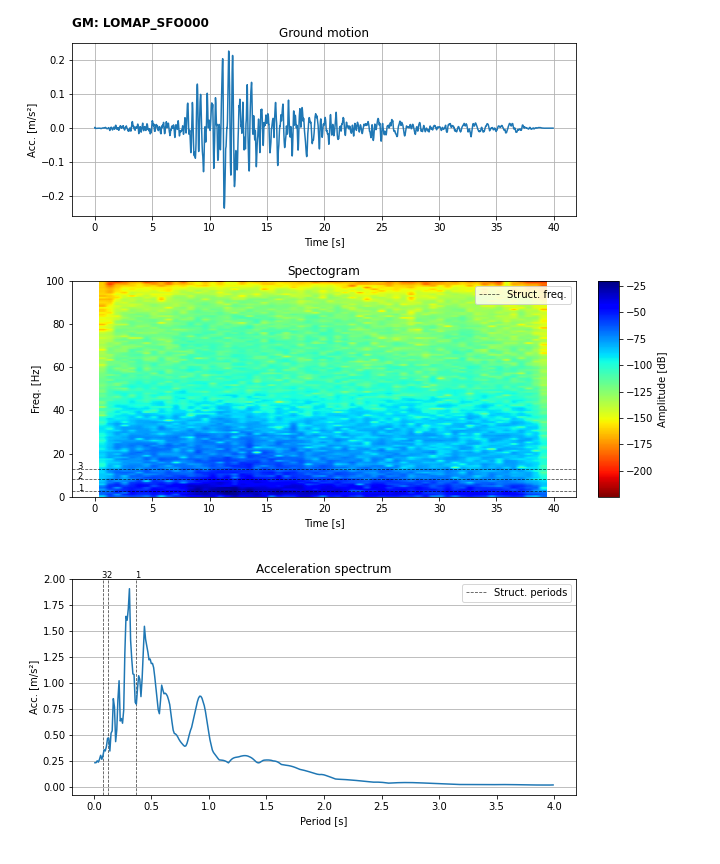 GM: LOMAP_SFO000
Ground motion
0.2
0.1
0.0
−0.1
−0.2
Acc. [m/s²]
0 5 10 15 20 25 30 35 40
Time [s]
Spectogram
100
80
60
40
20
0
Freq. [Hz]
Struct. freq.
3
2
1
0 5 10 15 20 25 30 35 40
Time [s]
−25
−50
−75
−100
−125
−150
−175
−200
Amplitude [dB]
Acceleration spectrum
32 1
2.00
1.75
1.50
1.25
1.00
0.75
0.50
0.25
0.00
Acc. [m/s²]
Struct. periods
0.0 0.5 1.0 1.5 2.0 2.5 3.0 3.5 4.0
Period [s]